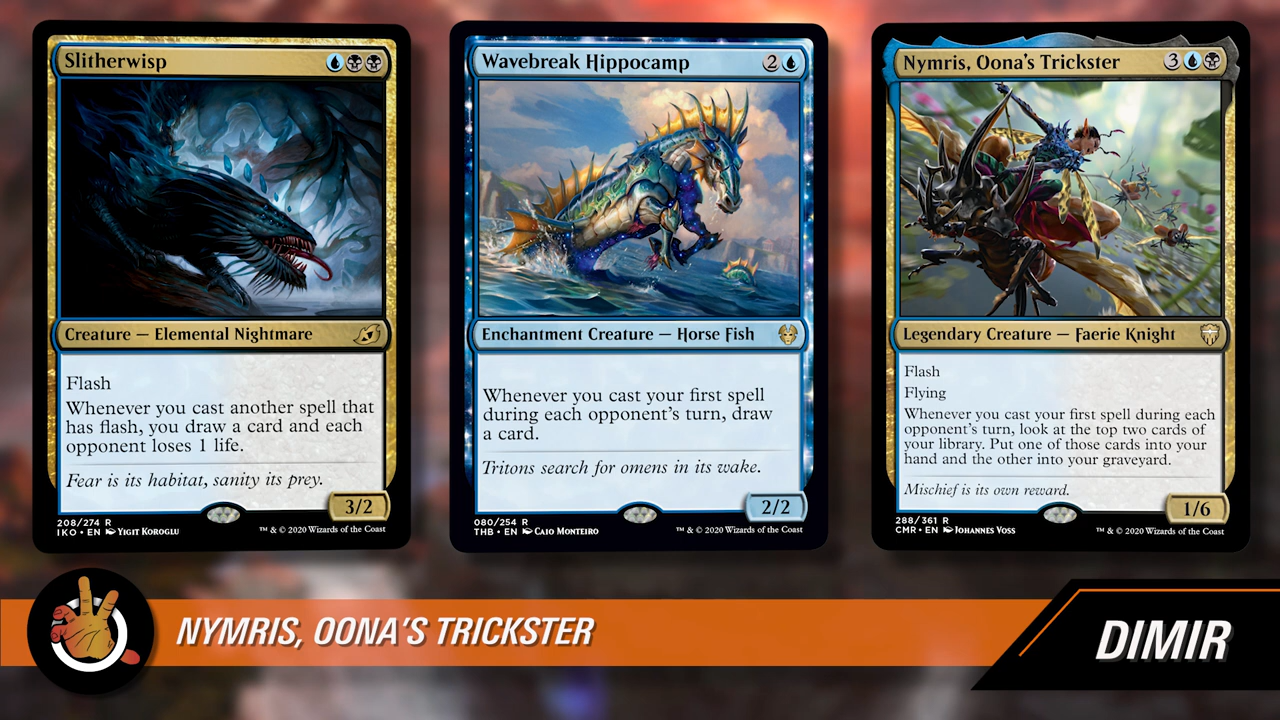 Slitherwisp
Creature — Elemental Nightmare
Flash
Whenever you cast another spell that
has flash, you draw a card and each
opponent loses 1 life.
Fear is its habitat, sanity its prey.
3/2
208/274 R
IKO • EN Yigit Koroglu
™ & © 2020 Wizards of the Coast
Wavebreak Hippocamp
2
Enchantment Creature — Horse Fish
Whenever you cast your first spell
during each opponent's turn, draw
a card.
Tritons search for omens in its wake.
2/2
080/254 R
THB • EN Caio Monteiro
™ & © 2020 Wizards of the Coast
Nymris, Oona's Trickster
3
Legendary Creature — Faerie Knight
Flash
Flying
Whenever you cast your first spell during each
opponent's turn, look at the top two cards of
your library. Put one of those cards into your
hand and the other into your graveyard.
Mischief is its own reward.
1/6
288/361 R
CMR • EN Johannes Voss
™ & © 2020 Wizards of the Coast
NYMRIS, OONA'S TRICKSTER
DIMIR